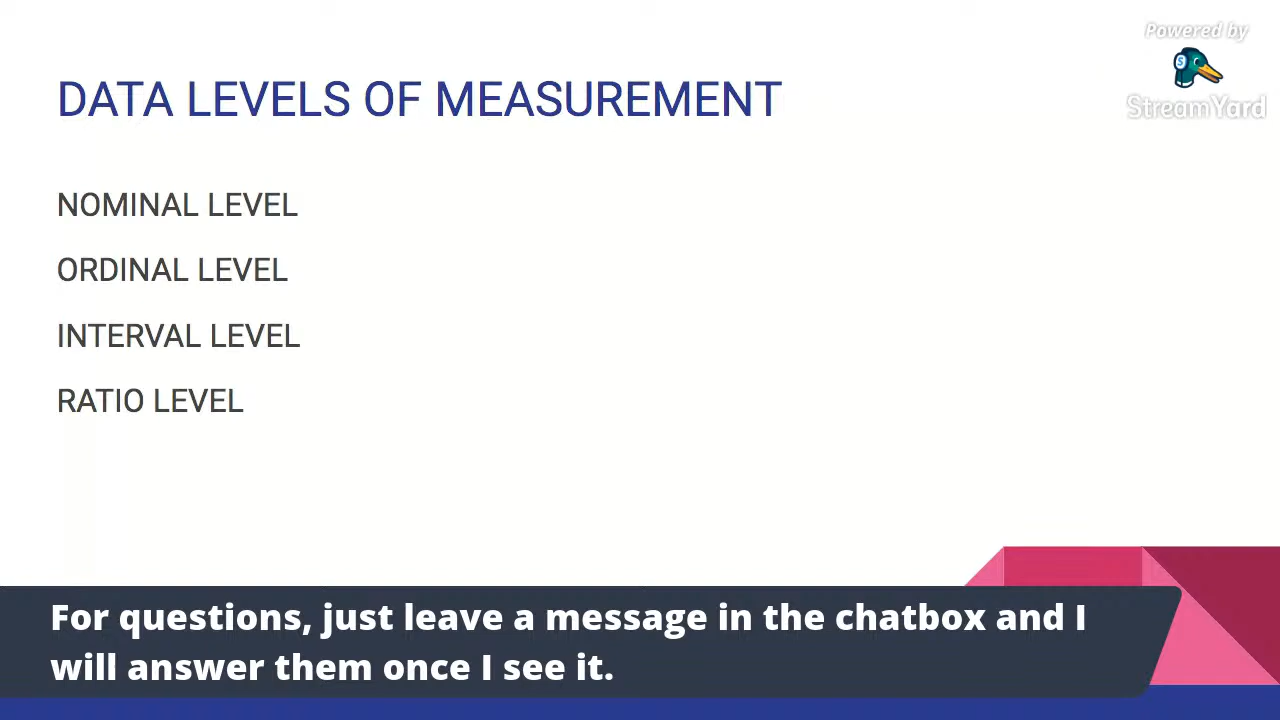 Powered by
S
StreamYard
DATA LEVELS OF MEASUREMENT
NOMINAL LEVEL
ORDINAL LEVEL
INTERVAL LEVEL
RATIO LEVEL
For questions, just leave a message in the chatbox and I
will answer them once I see it.